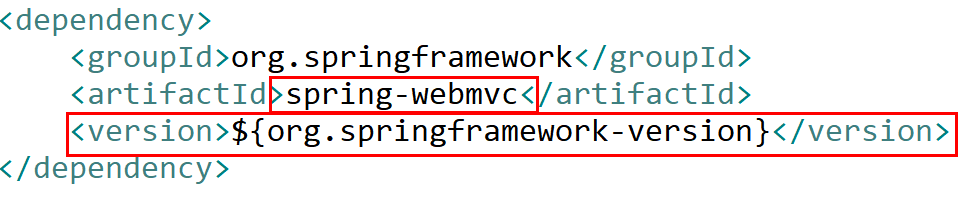 <dependency>
<groupId>org.springframework</groupId>
<artifactId>spring-webmvc</artifactId>
<version>${org.springframework-version}</version>
</dependency>